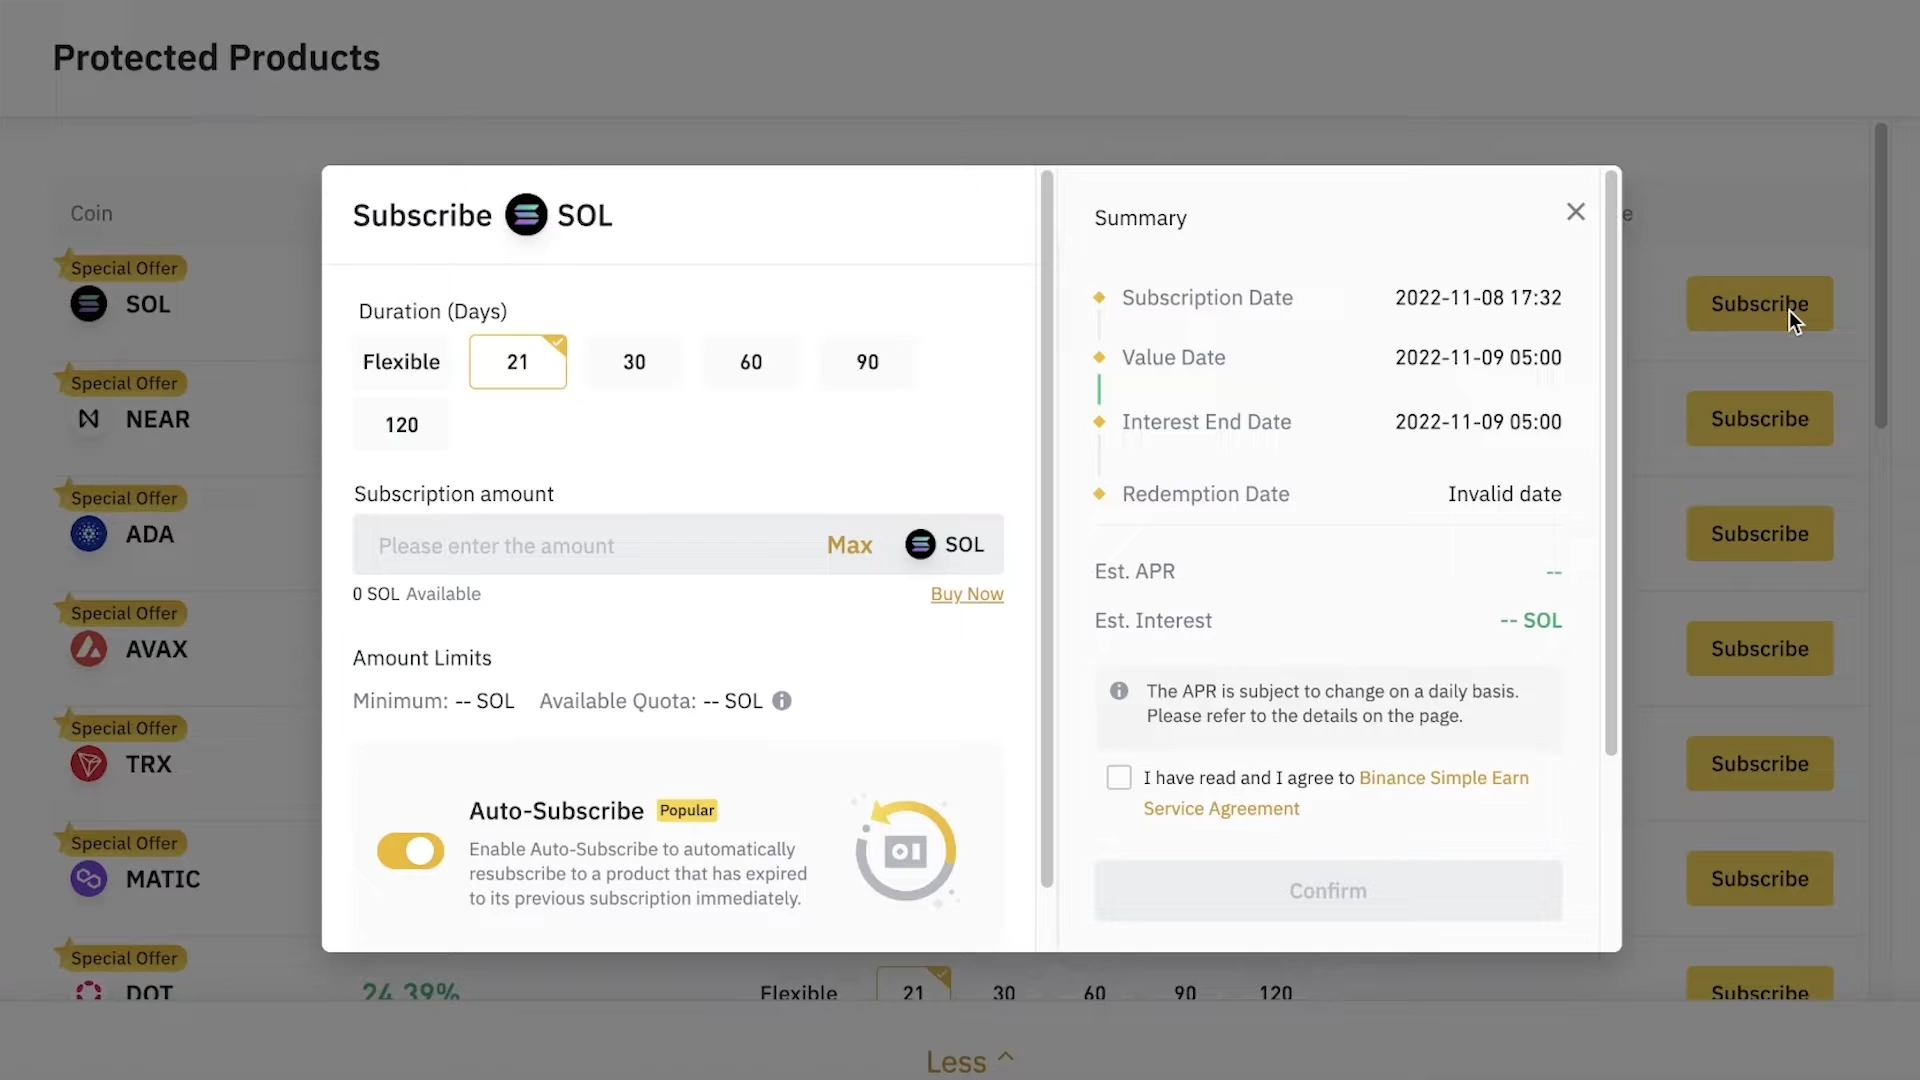 Protected Products
Coin
Special Offer
SOL
Subscribe
Special Offer
NEAR
Subscribe
Special Offer
ADA
Subscribe
Special Offer
AVAX
Subscribe
Special Offer
TRX
Subscribe
Special Offer
MATIC
Subscribe
Special Offer
DOT
24.39%
Flexible 21 30 60 90 120
Subscribe
Less
Subscribe SOL
Duration (Days)
Flexible 21 30 60 90
120
Subscription amount
Please enter the amount Max SOL
0 SOL Available Buy Now
Amount Limits
Minimum: -- SOL Available Quota: -- SOL
Auto-Subscribe Popular
Enable Auto-Subscribe to automatically
resubscribe to a product that has expired
to its previous subscription immediately.
Summary
Subscription Date 2022-11-08 17:32
Value Date 2022-11-09 05:00
Interest End Date 2022-11-09 05:00
Redemption Date Invalid date
Est. APR --
Est. Interest -- SOL
The APR is subject to change on a daily basis.
Please refer to the details on the page.
I have read and I agree to Binance Simple Earn
Service Agreement
Confirm